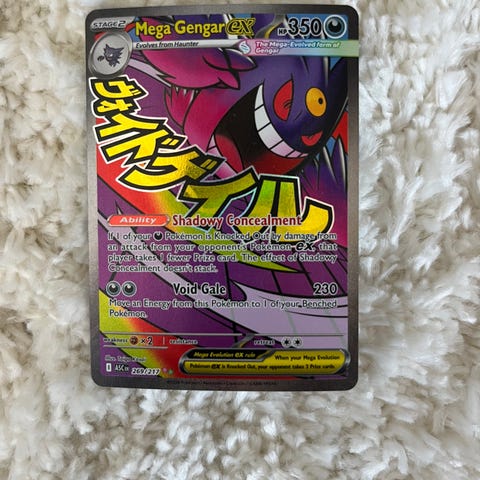 STAGE 2 Mega Gengar ex HP 350
Evolves from Haunter
The Mega-Evolved form of
Gengar
ヴォイドゲイル
Ability Shadowy Concealment
If 1 of your Pokémon is Knocked Out by damage from
an attack from your opponent's Pokémon ex, that
player takes 1 fewer Prize card. The effect of Shadowy
Concealment doesn't stack.
Void Gale 230
Move an Energy from this Pokémon to 1 of your Benched
Pokémon.
weakness ×2 resistance retreat
Mega Evolution ex rule
When your Mega Evolution
Pokémon ex is Knocked Out, your opponent takes 3 Prize cards.
Illus.
ASC EN 269/217